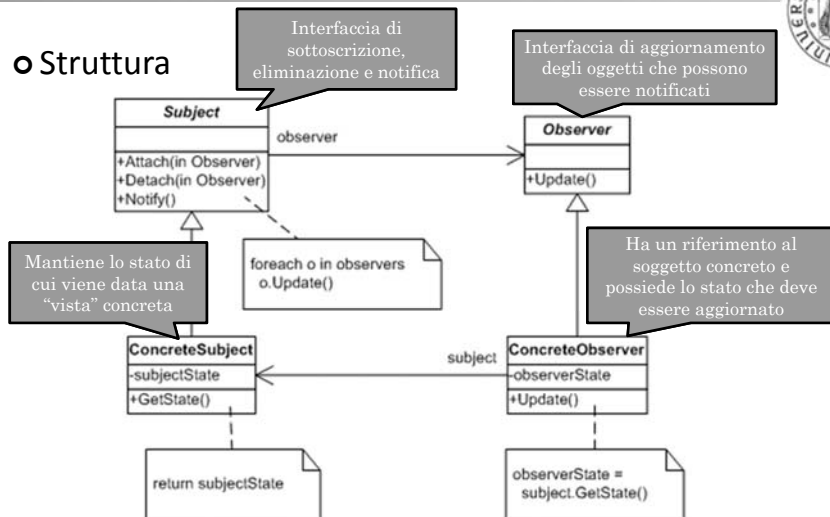 Struttura
Interfaccia di
sottoscrizione,
eliminazione e notifica
Interfaccia di aggiornamento
degli oggetti che possono
essere notificati
Subject
+Attach(in Observer)
+Detach(in Observer)
+Notify()
observer
Observer
+Update()
Mantiene lo stato di
cui viene data una
“vista” concreta
foreach o in observers
o.Update()
Ha un riferimento al
soggetto concreto e
possiede lo stato che deve
essere aggiornato
ConcreteSubject
-subjectState
+GetState()
subject
ConcreteObserver
-observerState
+Update()
return subjectState
observerState =
subject.GetState()